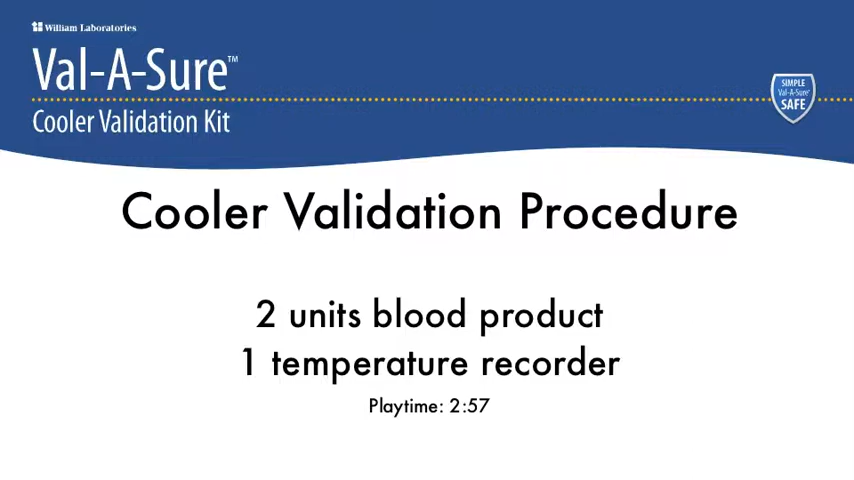 William Laboratories
Val-A-Sure™
Cooler Validation Kit
SIMPLE
Val-A-Sure®
SAFE
Cooler Validation Procedure
2 units blood product
1 temperature recorder
Playtime: 2:57